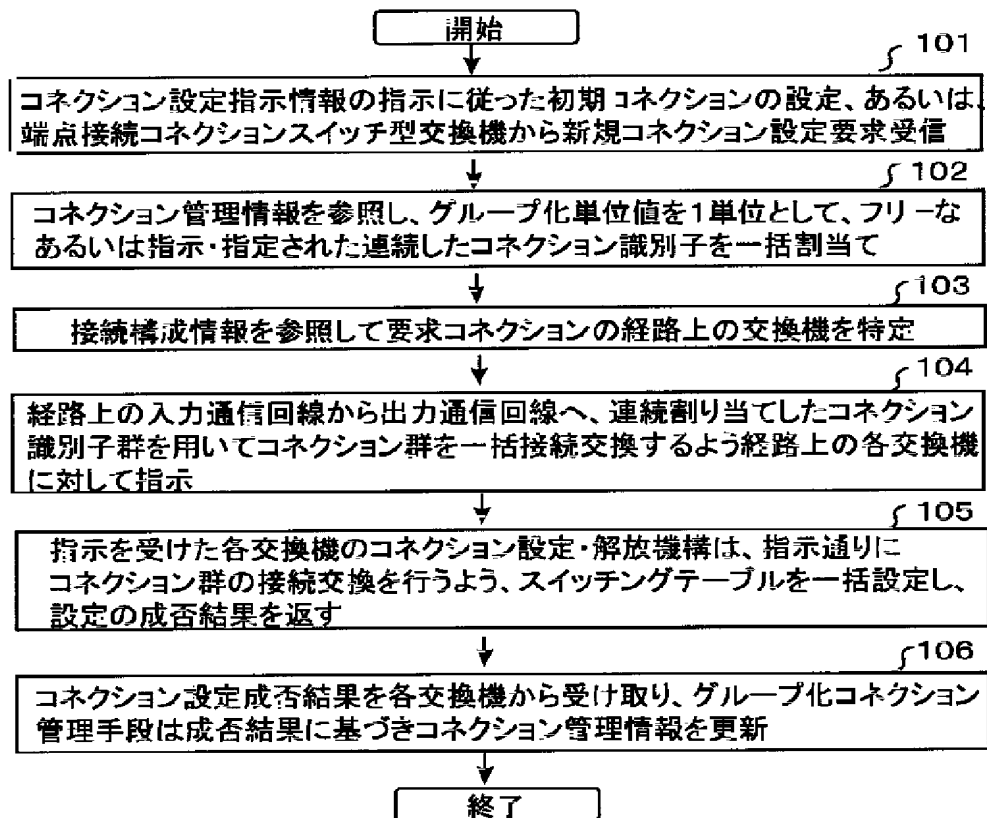 開始
101
コネクション設定指示情報の指示に従った初期コネクションの設定、あるいは、
端点接続コネクションスイッチ型交換機から新規コネクション設定要求受信
102
コネクション管理情報を参照し、グループ化単位値を1単位として、フリーな
あるいは指示・指定された連続したコネクション識別子を一括割当て
103
接続構成情報を参照して要求コネクションの経路上の交換機を特定
104
経路上の入力通信回線から出力通信回線へ、連続割り当てしたコネクション
識別子群を用いてコネクション群を一括接続交換するよう経路上の各交換機
に対して指示
105
指示を受けた各交換機のコネクション設定・解放機構は、指示通りに
コネクション群の接続交換を行うよう、スイッチングテーブルを一括設定し、
設定の成否結果を返す
106
コネクション設定成否結果を各交換機から受け取り、グループ化コネクション
管理手段は成否結果に基づきコネクション管理情報を更新
終了